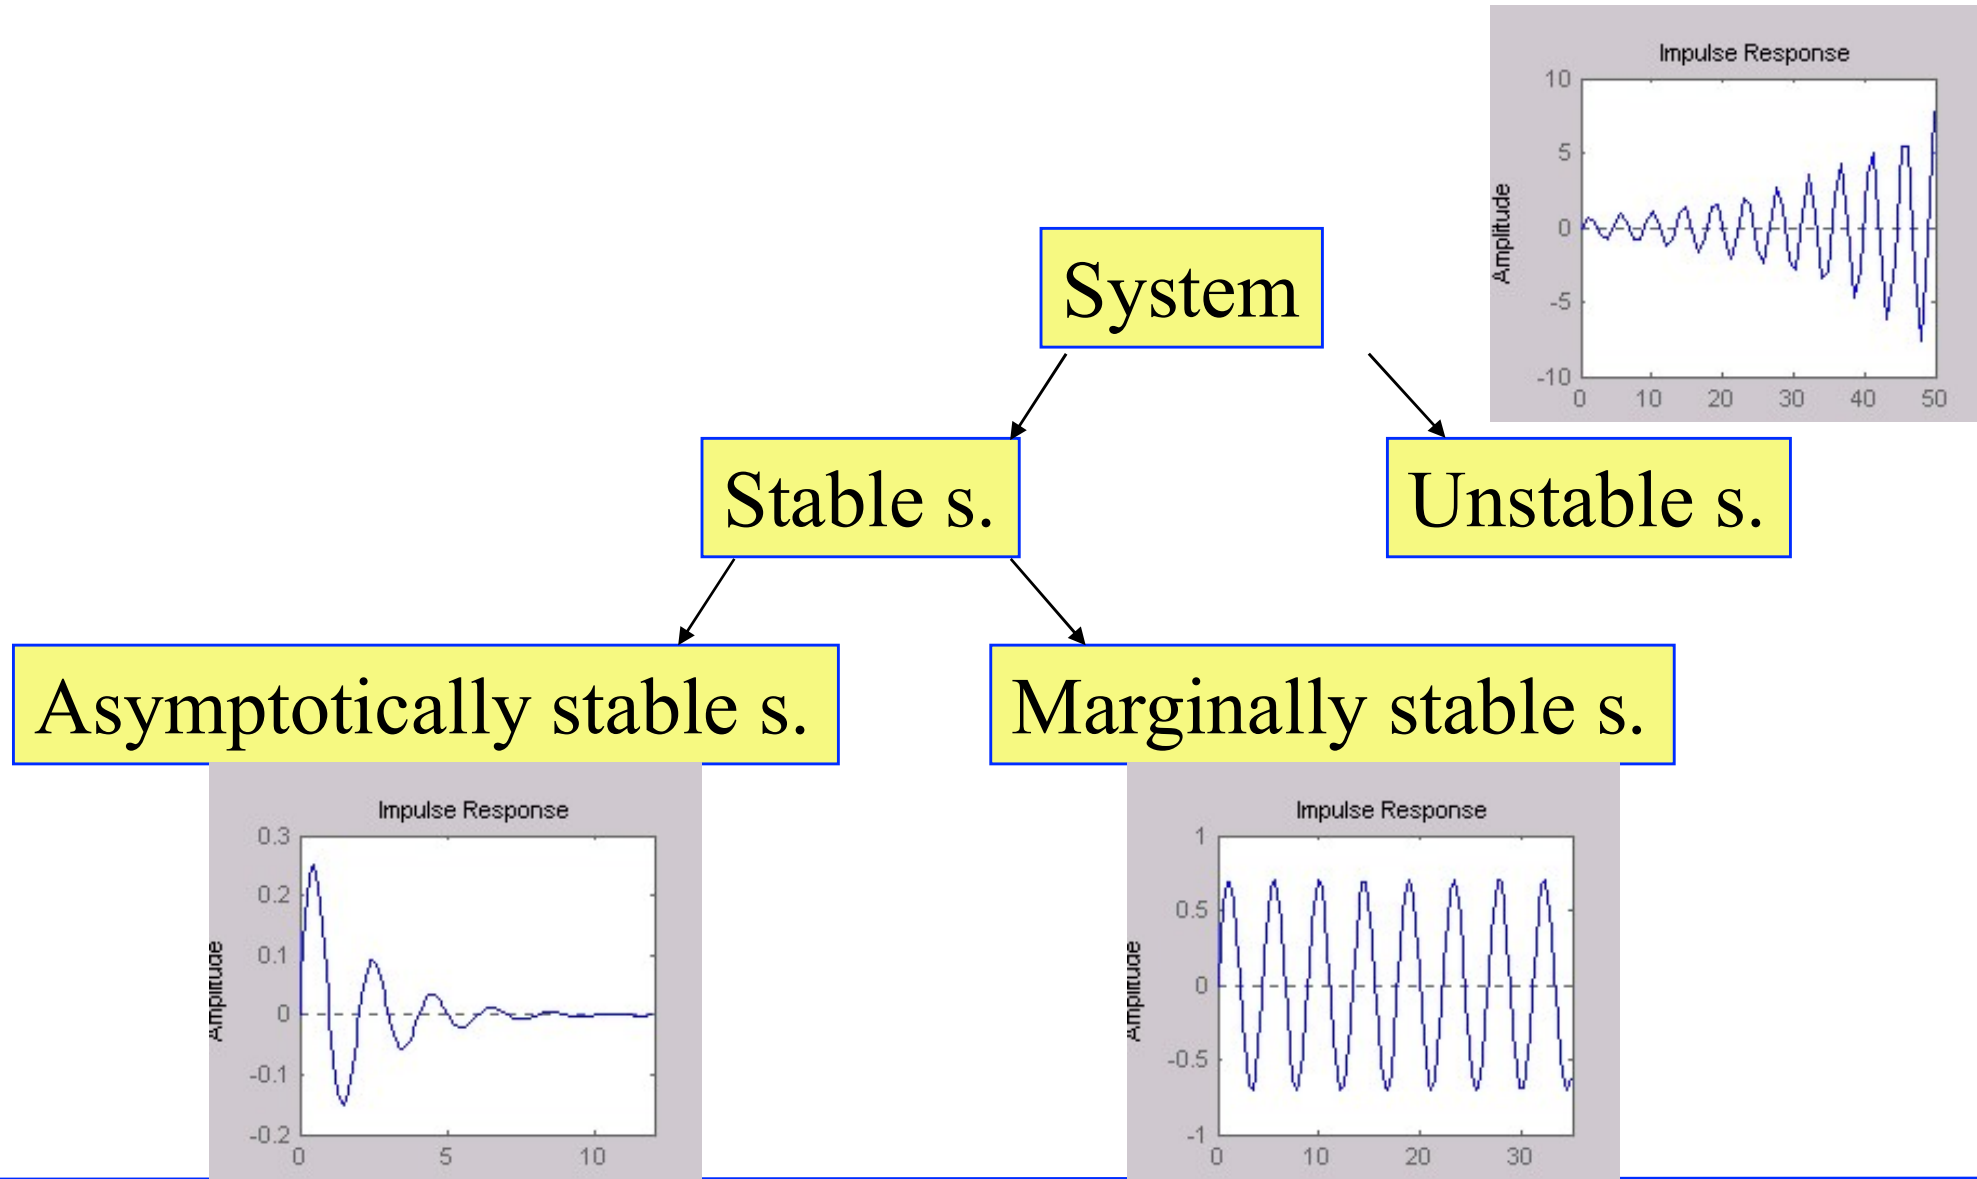 Impulse Response
10
5
0
-5
-10
Amplitude
0 10 20 30 40 50
System
Stable s.
Unstable s.
Asymptotically stable s.
Marginally stable s.
Impulse Response
0.3
0.2
0.1
0
-0.1
-0.2
Amplitude
0 5 10
Impulse Response
1
0.5
0
-0.5
-1
Amplitude
0 10 20 30